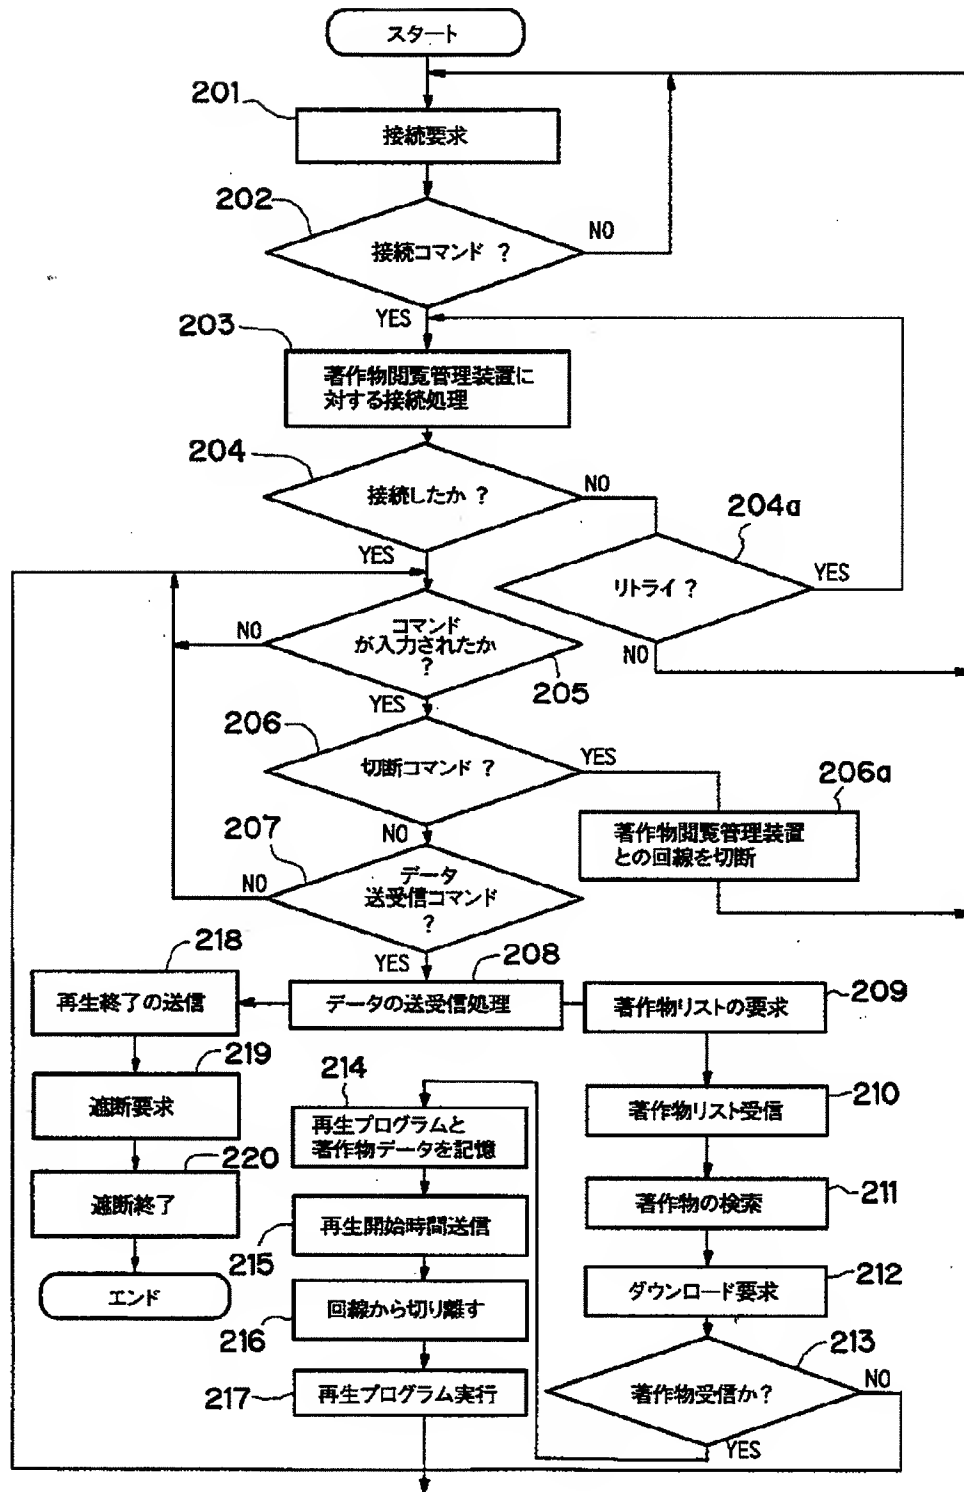 スタート
201
接続要求
202
接続コマンド ?
NO
YES
203
著作物閲覧管理装置に
対する接続処理
204
接続したか ?
NO
204a
YES
リトライ ?
YES
NO
コマンド
が入力されたか
?
NO
205
YES
206
切断コマンド ?
YES
206a
著作物閲覧管理装置
との回線を切断
NO
207
データ
送受信コマンド
?
NO
YES
208
データの送受信処理
218
再生終了の送信
219
遮断要求
220
遮断終了
エンド
著作物リストの要求
209
著作物リスト受信
210
著作物の検索
211
ダウンロード要求
212
213
著作物受信か?
NO
YES
214
再生プログラムと
著作物データを記憶
再生開始時間送信
215
回線から切り離す
216
再生プログラム実行
217